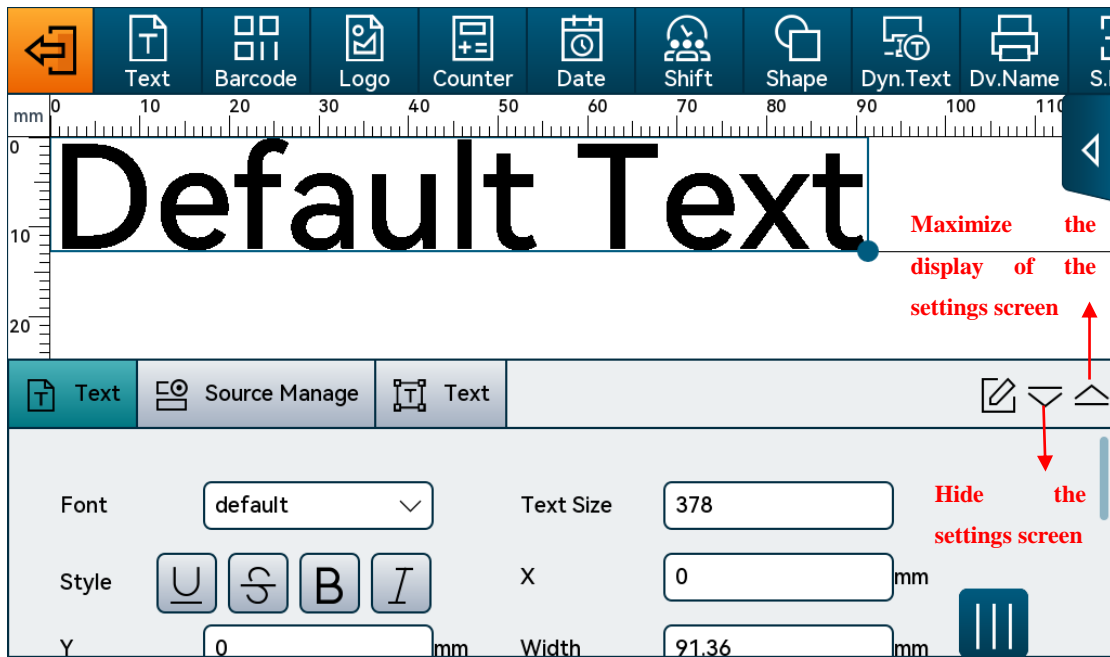 Text Barcode Logo Counter Date Shift Shape Dyn.Text Dv.Name S.
mm 0 10 20 30 40 50 60 70 80 90 100 110
0
Default Text
10
20
Maximize the
display of the
settings screen
Text Source Manage Text
Font default Text Size 378
Hide the
settings screen
Style U S B I X 0 mm
Y 0 mm Width 91.36 mm